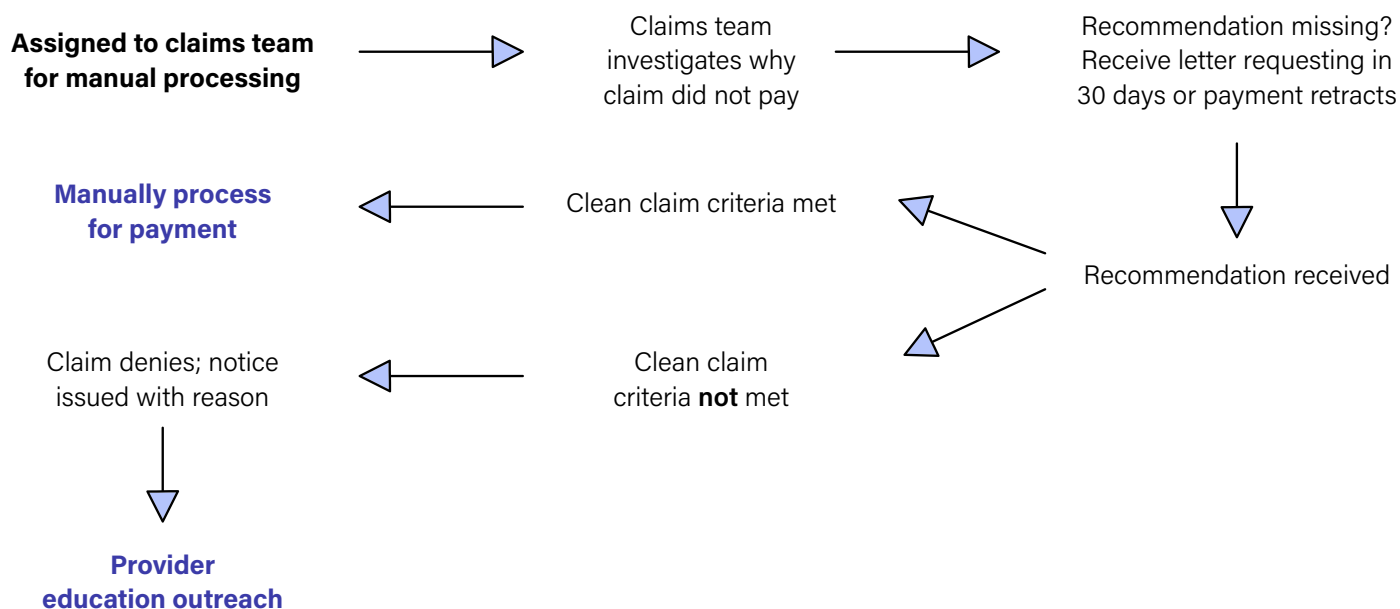 Assigned to claims team
for manual processing
Claims team
investigates why
claim did not pay
Recommendation missing?
Receive letter requesting in
30 days or payment retracts
Manually process
for payment
Clean claim criteria met
Recommendation received
Claim denies; notice
issued with reason
Clean claim
criteria not met
Provider
education outreach